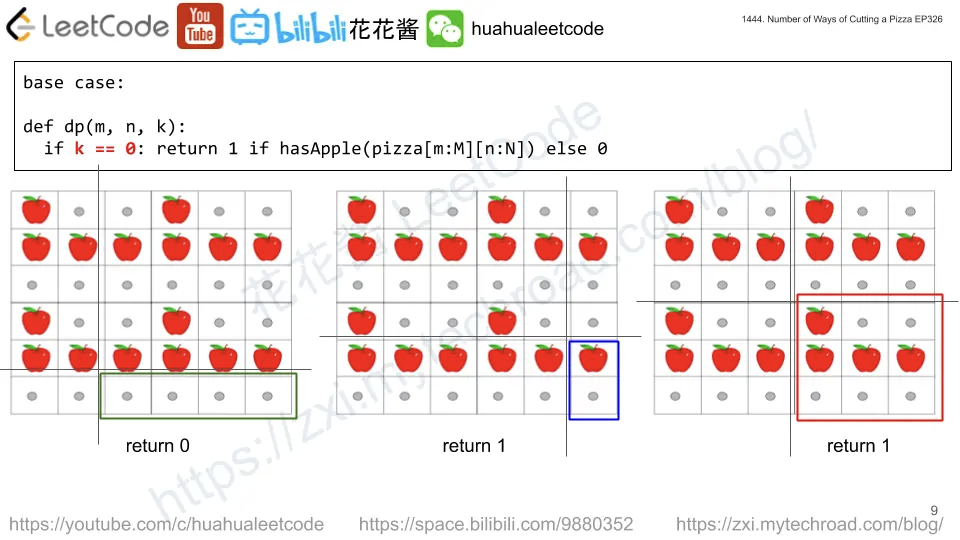 LeetCode
You
Tube
bilibili
花花酱
huahualeetcode
1444. Number of Ways of Cutting a Pizza EP326
base case:
def dp(m, n, k):
if k == 0: return 1 if hasApple(pizza[m:M][n:N]) else 0
花花酱 LeetCode
https://zxi.mytechroad.com/blog/
return 0
return 1
return 1
9
https://youtube.com/c/huahualeetcode
https://space.bilibili.com/9880352
https://zxi.mytechroad.com/blog/